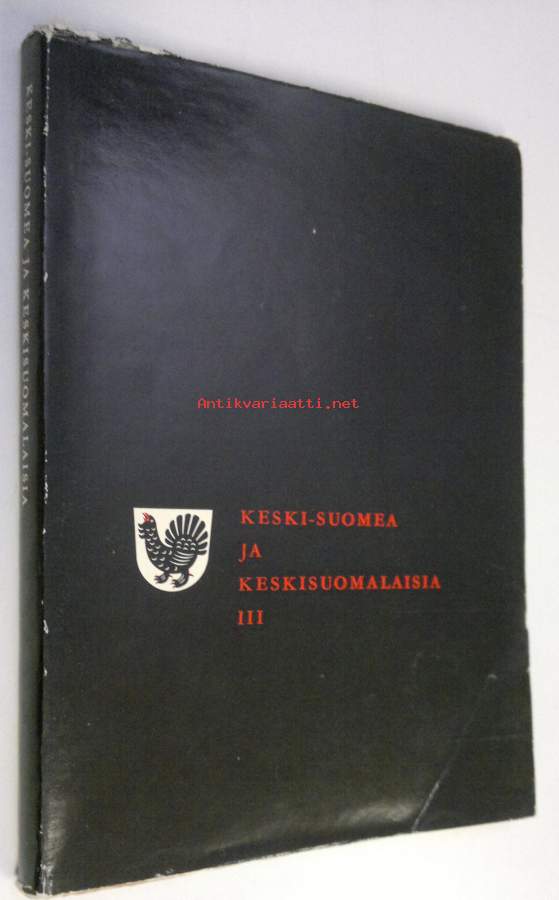 KESKI-SUOMEA JA KESKISUOMALAISIA
Antikvariaatti.net
KESKI-SUOMEA
JA
KESKISUOMALAISIA
III